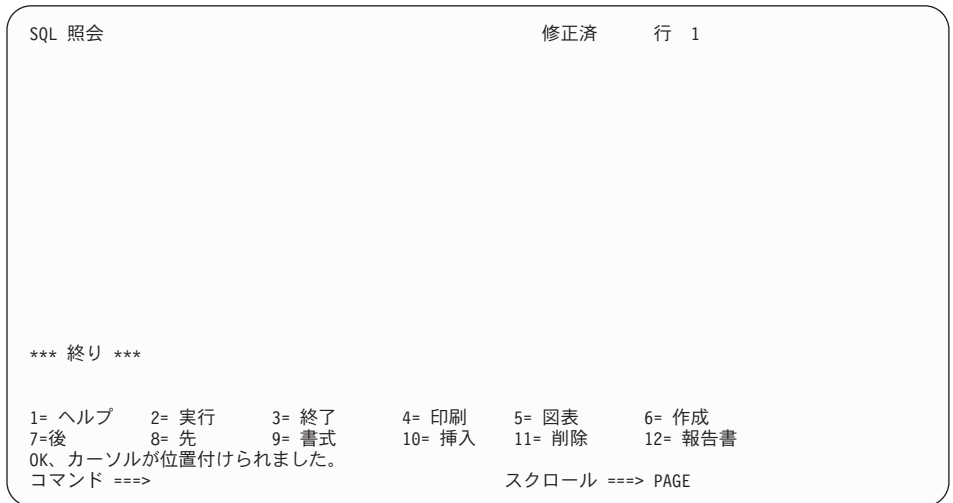 SQL 照会 修正済 行 1
*** 終り ***
1= ヘルプ 2= 実行 3= 終了 4= 印刷 5= 図表 6= 作成
7=後 8= 先 9= 書式 10= 挿入 11= 削除 12= 報告書
OK、カーソルが位置付けられました。
コマンド ===> スクロール ===> PAGE